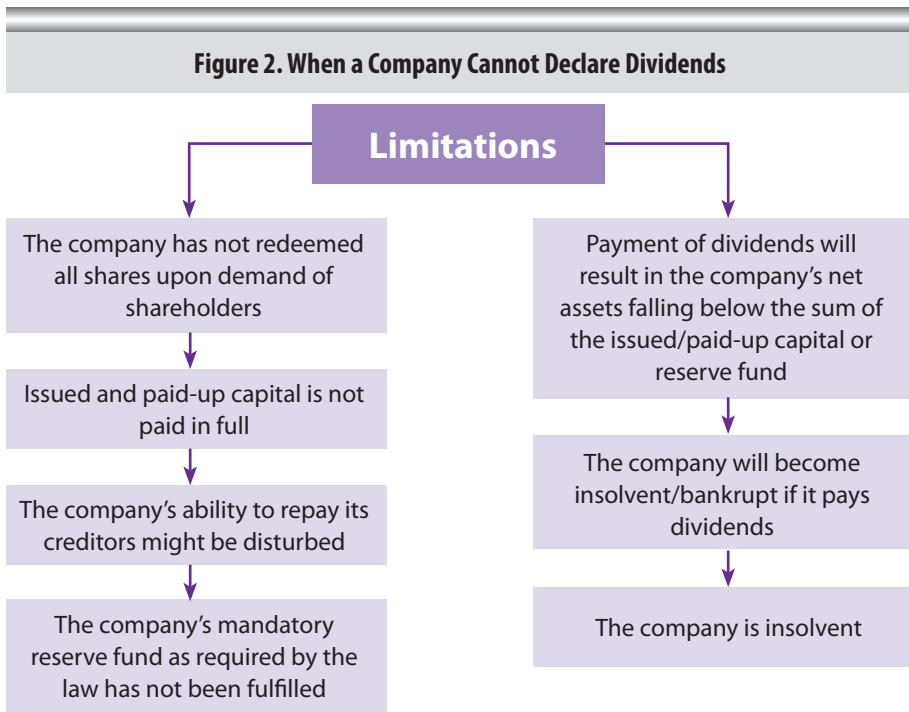 Figure 2. When a Company Cannot Declare Dividends
Limitations
The company has not redeemed
all shares upon demand of
shareholders
Issued and paid-up capital is not
paid in full
The company’s ability to repay its
creditors might be disturbed
The company’s mandatory
reserve fund as required by the
law has not been fulfilled
Payment of dividends will
result in the company’s net
assets falling below the sum of
the issued/paid-up capital or
reserve fund
The company will become
insolvent/bankrupt if it pays
dividends
The company is insolvent